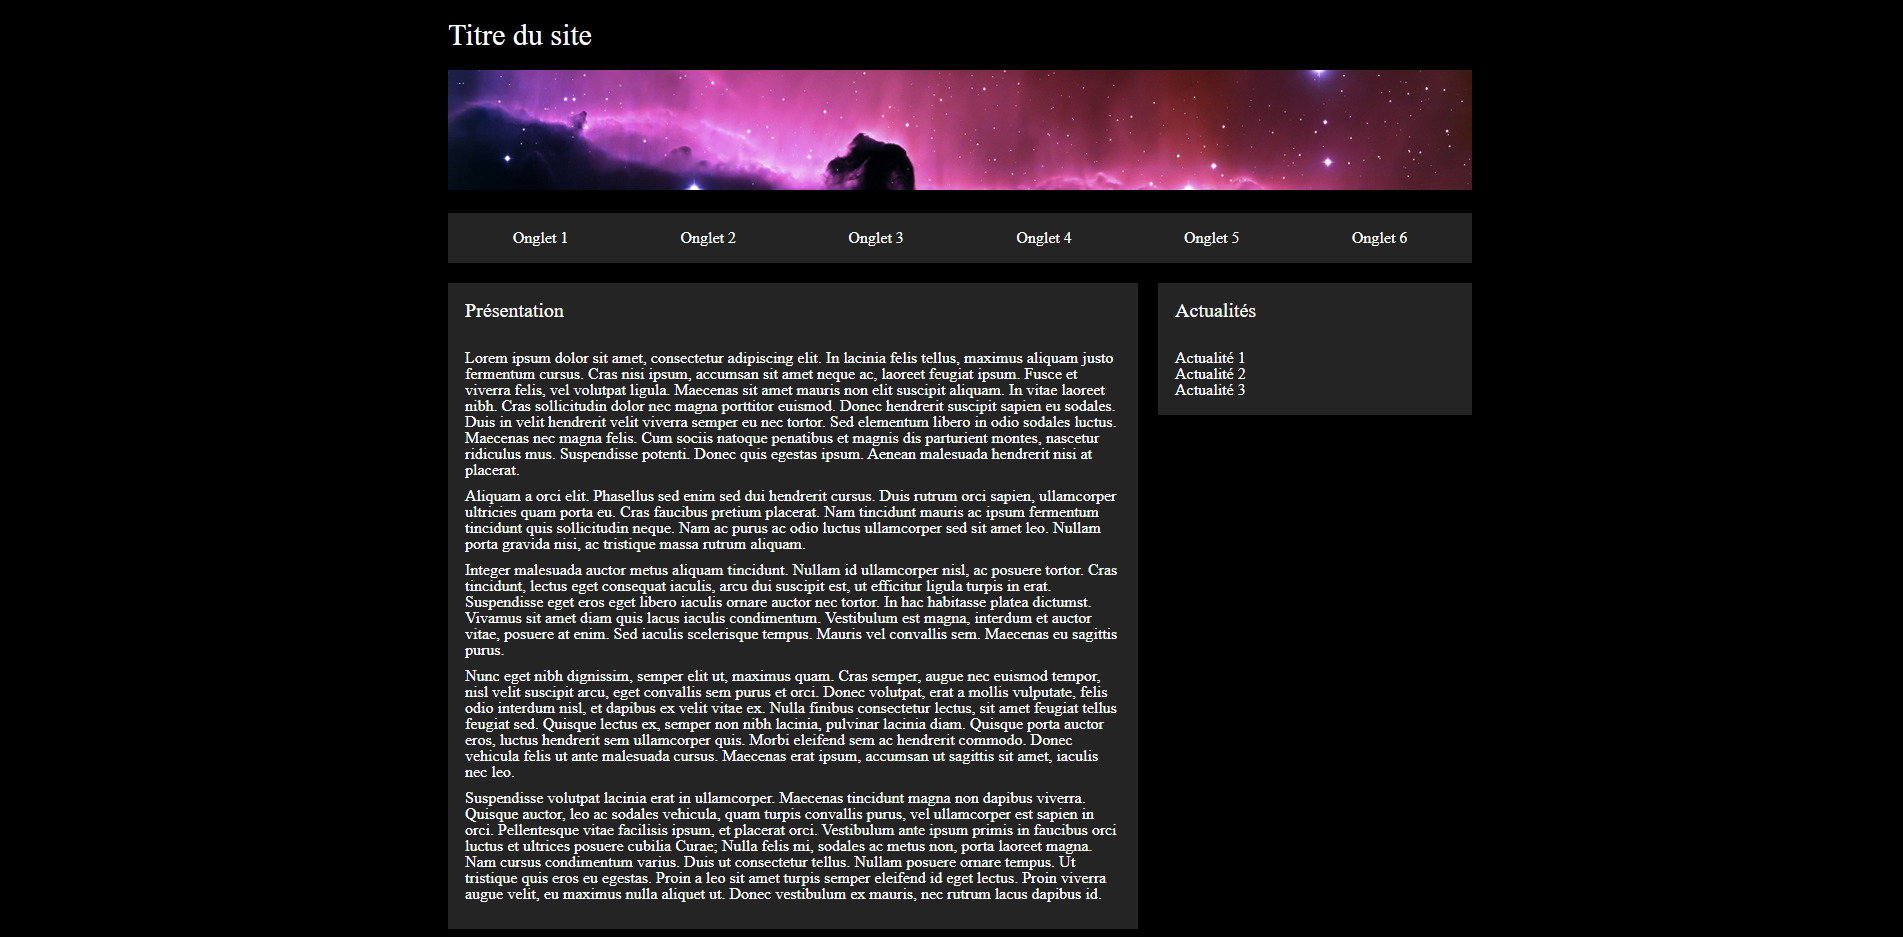 Titre du site
Onglet 1 Onglet 2 Onglet 3 Onglet 4 Onglet 5 Onglet 6
Présentation
Lorem ipsum dolor sit amet, consectetur adipiscing elit. In lacinia felis tellus, maximus aliquam justo
fermentum cursus. Cras nisi ipsum, accumsan sit amet neque ac, laoreet feugiat ipsum. Fusce et
viverra felis, vel volutpat ligula. Maecenas sit amet mauris non elit suscipit aliquam. In vitae laoreet
nibh. Cras sollicitudin dolor nec magna porttitor euismod. Donec hendrerit suscipit sapien eu sodales.
Duis in velit hendrerit velit viverra semper eu nec tortor. Sed elementum libero in odio sodales luctus.
Maecenas nec magna felis. Cum sociis natoque penatibus et magnis dis parturient montes, nascetur
ridiculus mus. Suspendisse potenti. Donec quis egestas ipsum. Aenean malesuada hendrerit nisi at
placerat.
Aliquam a orci elit. Phasellus sed enim sed dui hendrerit cursus. Duis rutrum orci sapien, ullamcorper
ultricies quam porta eu. Cras faucibus pretium placerat. Nam tincidunt mauris ac ipsum fermentum
tincidunt quis sollicitudin neque. Nam ac purus ac odio luctus ullamcorper sed sit amet leo. Nullam
porta gravida nisi, ac tristique massa rutrum aliquam.
Integer malesuada auctor metus aliquam tincidunt. Nullam id ullamcorper nisl, ac posuere tortor. Cras
tincidunt, lectus eget consequat iaculis, arcu dui suscipit est, ut efficitur ligula turpis in erat.
Suspendisse eget eros eget libero iaculis ornare auctor nec tortor. In hac habitasse platea dictumst.
Vivamus sit amet diam quis lacus iaculis condimentum. Vestibulum est magna, interdum et auctor
vitae, posuere at enim. Sed iaculis scelerisque tempus. Mauris vel convallis sem. Maecenas eu sagittis
purus.
Nunc eget nibh dignissim, semper elit ut, maximus quam. Cras semper, augue nec euismod tempor,
nisl velit suscipit arcu, eget convallis sem purus et orci. Donec volutpat, erat a mollis vulputate, felis
odio interdum nisl, et dapibus ex velit vitae ex. Nulla finibus consectetur lectus, sit amet feugiat tellus
feugiat sed. Quisque lectus ex, semper non nibh lacinia, pulvinar lacinia diam. Quisque porta auctor
eros, luctus hendrerit sem ullamcorper quis. Morbi eleifend sem ac hendrerit commodo. Donec
vehicula felis ut ante malesuada cursus. Maecenas erat ipsum, accumsan ut sagittis sit amet, iaculis
nec leo.
Suspendisse volutpat lacinia erat in ullamcorper. Maecenas tincidunt magna non dapibus viverra.
Quisque auctor, leo ac sodales vehicula, quam turpis convallis purus, vel ullamcorper est sapien in
orci. Pellentesque vitae facilisis ipsum, et placerat orci. Vestibulum ante ipsum primis in faucibus orci
luctus et ultrices posuere cubilia Curae; Nulla felis mi, sodales ac metus non, porta laoreet magna.
Nam cursus condimentum varius. Duis ut consectetur tellus. Nullam posuere ornare tempus. Ut
tristique quis eros eu egestas. Proin a leo sit amet turpis semper eleifend id eget lectus. Proin viverra
augue velit, eu maximus nulla aliquet ut. Donec vestibulum ex mauris, nec rutrum lacus dapibus id.
Actualités
Actualité 1
Actualité 2
Actualité 3